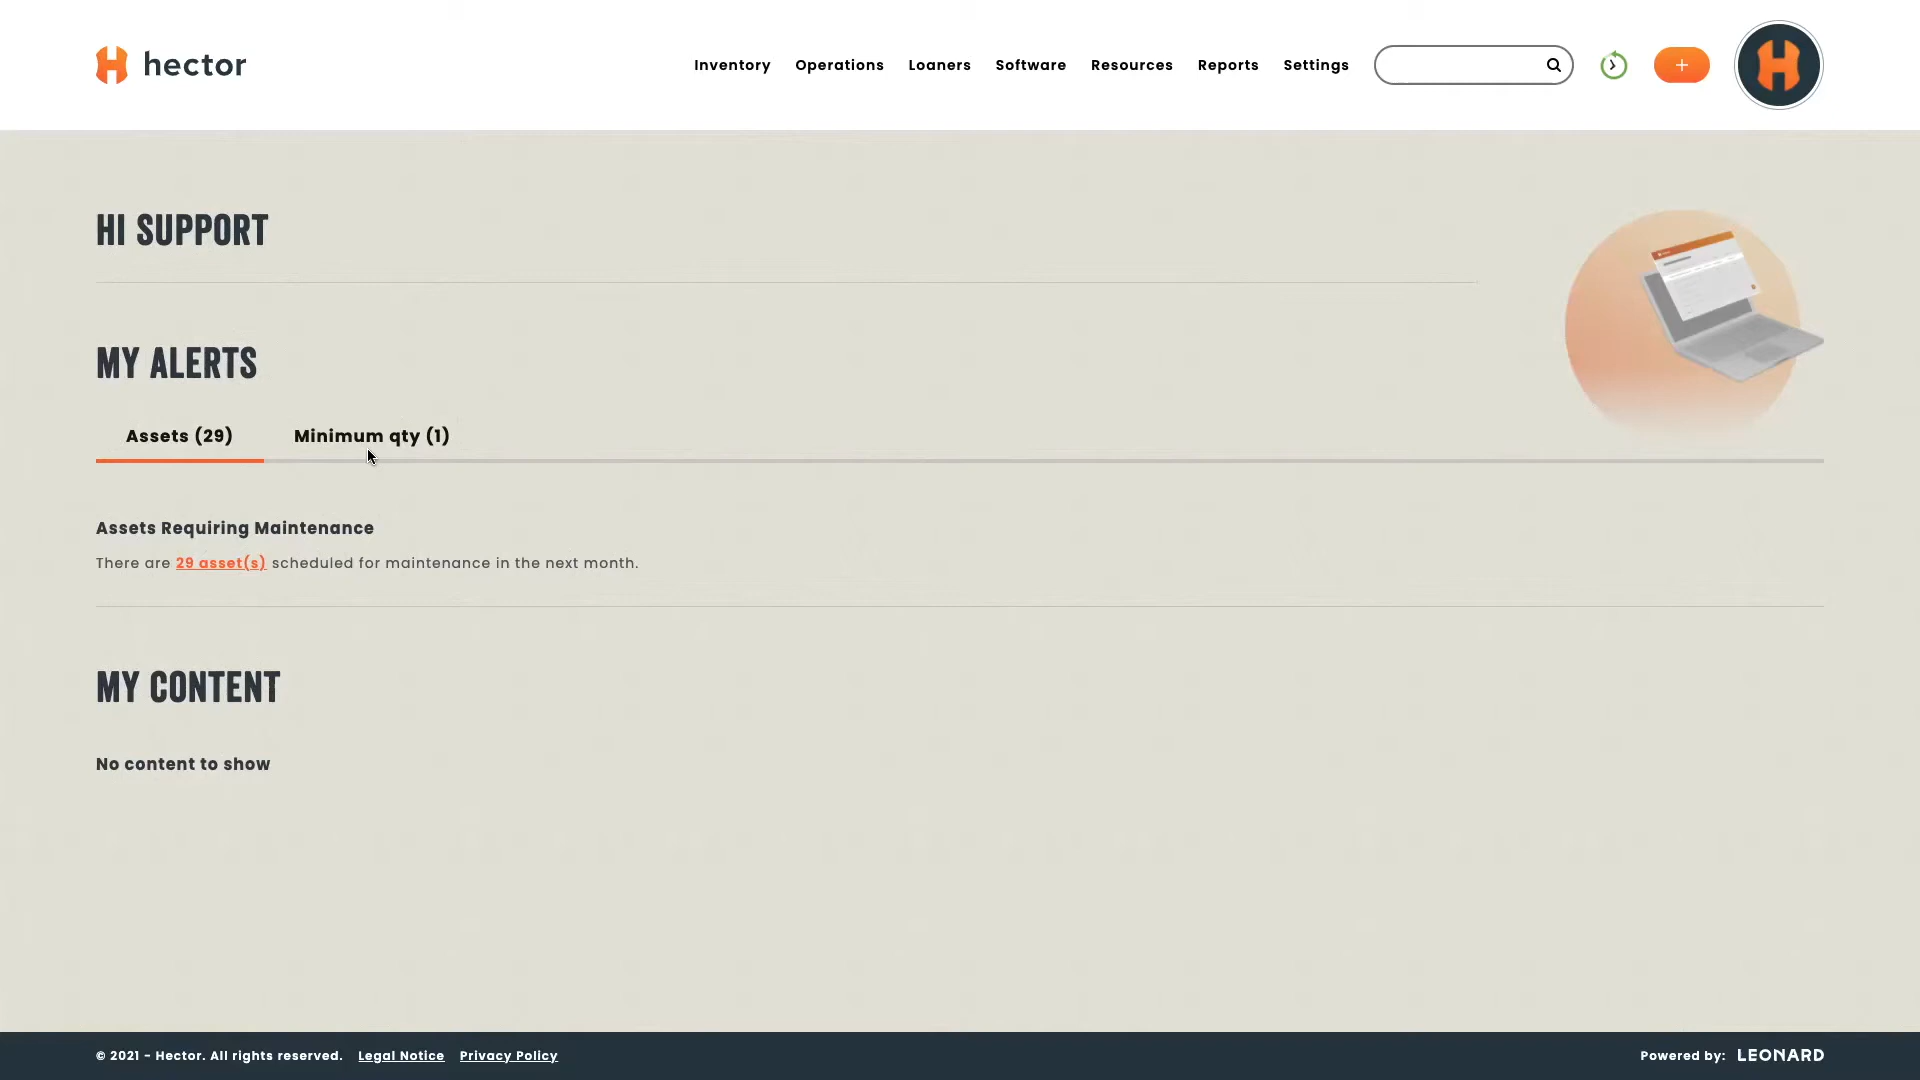 hector
Inventory Operations Loaners Software Resources Reports Settings
HI SUPPORT
MY ALERTS
Assets (29) Minimum qty (1)
Assets Requiring Maintenance
There are 29 asset(s) scheduled for maintenance in the next month.
MY CONTENT
No content to show
© 2021 - Hector. All rights reserved. Legal Notice Privacy Policy
Powered by: LEONARD